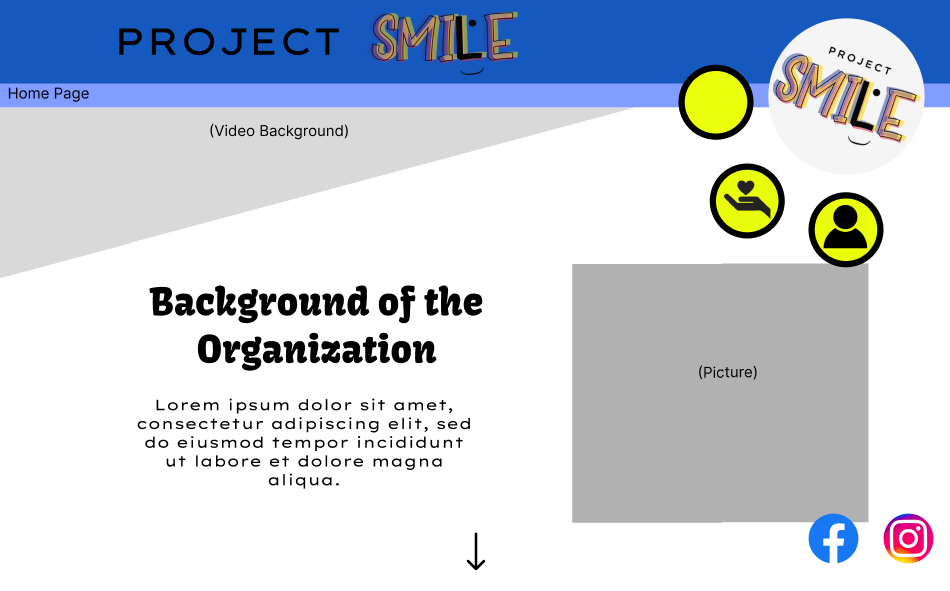 PROJECT SMILE
PROJECT
SMILE
Home Page
(Video Background)
Background of the
Organization
Lorem ipsum dolor sit amet,
consectetur adipiscing elit, sed
do eiusmod tempor incididunt
ut labore et dolore magna
aliqua.
(Picture)